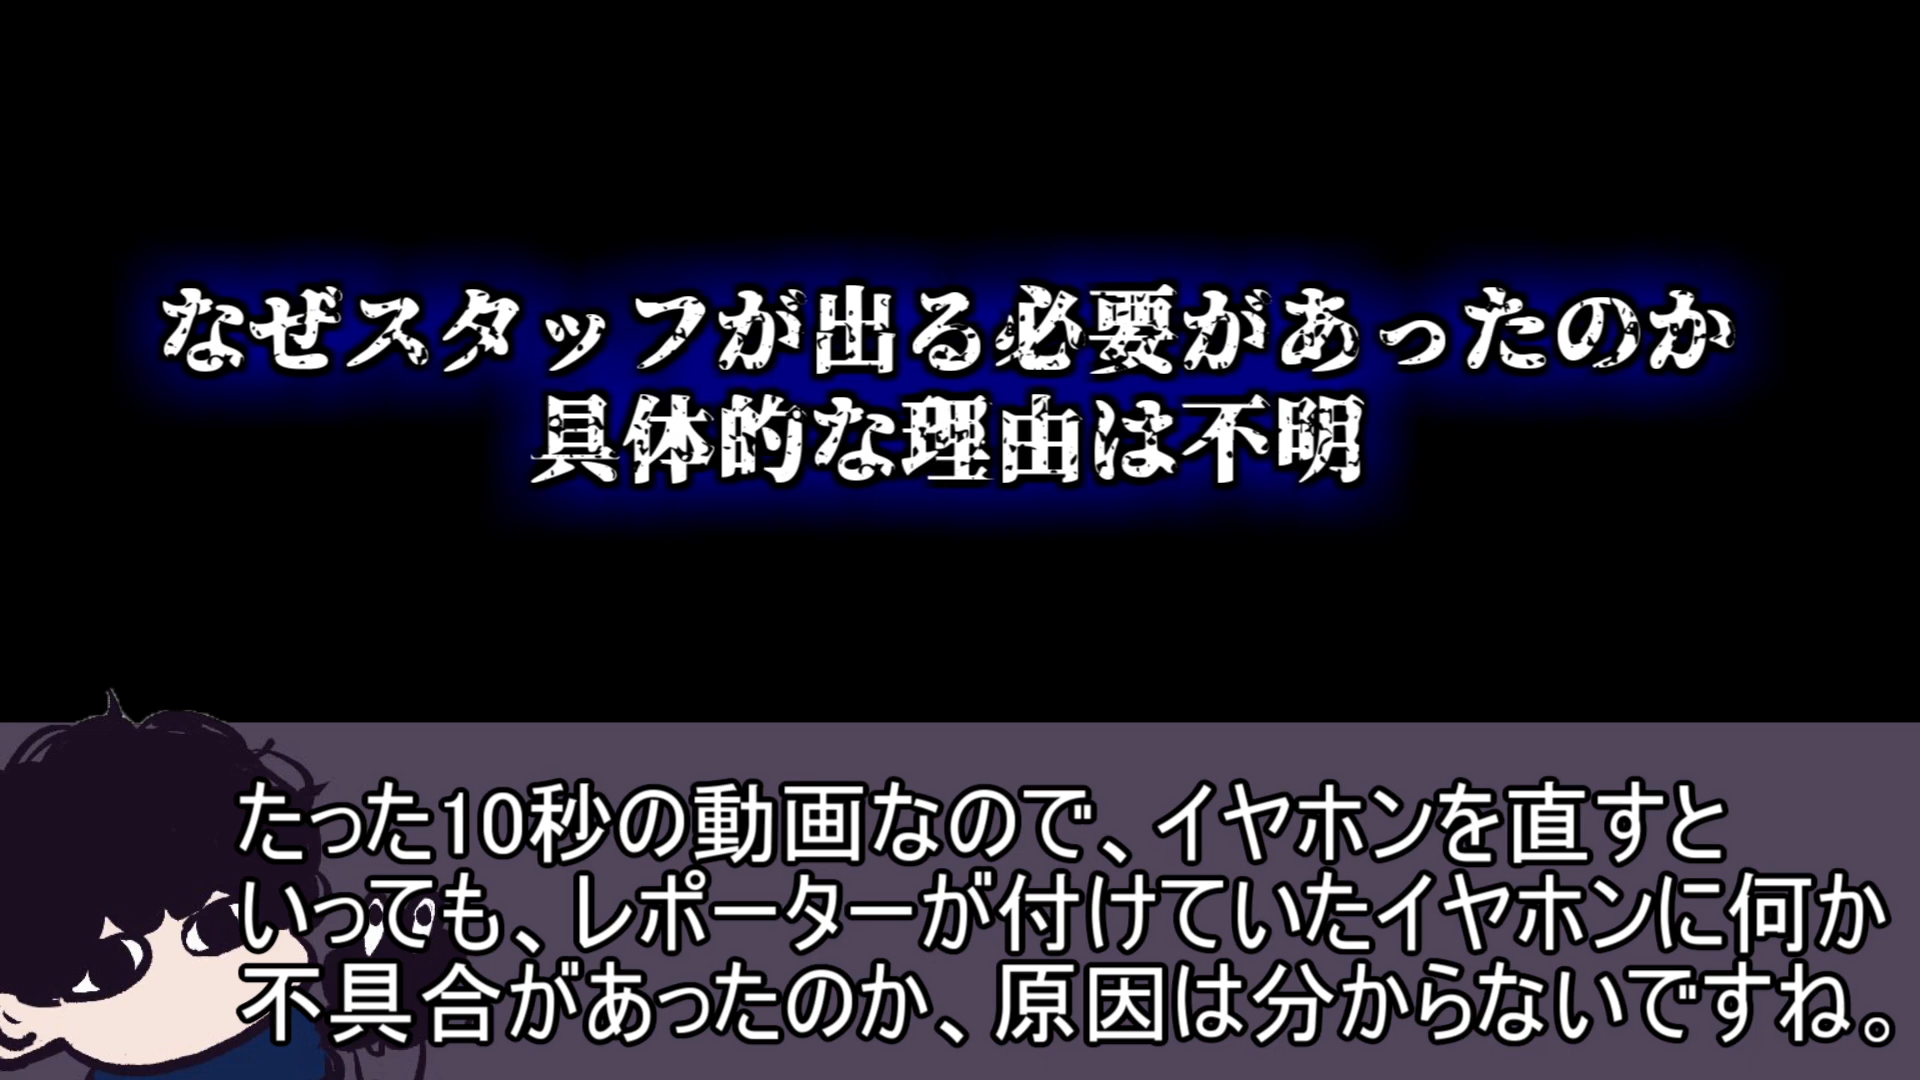 なぜスタッフが出る必要があったのか
具体的な理由は不明
たった10秒の動画なので、イヤホンを直すと
いっても、レポーターが付けていたイヤホンに何か
不具合があったのか、原因は分からないですね。